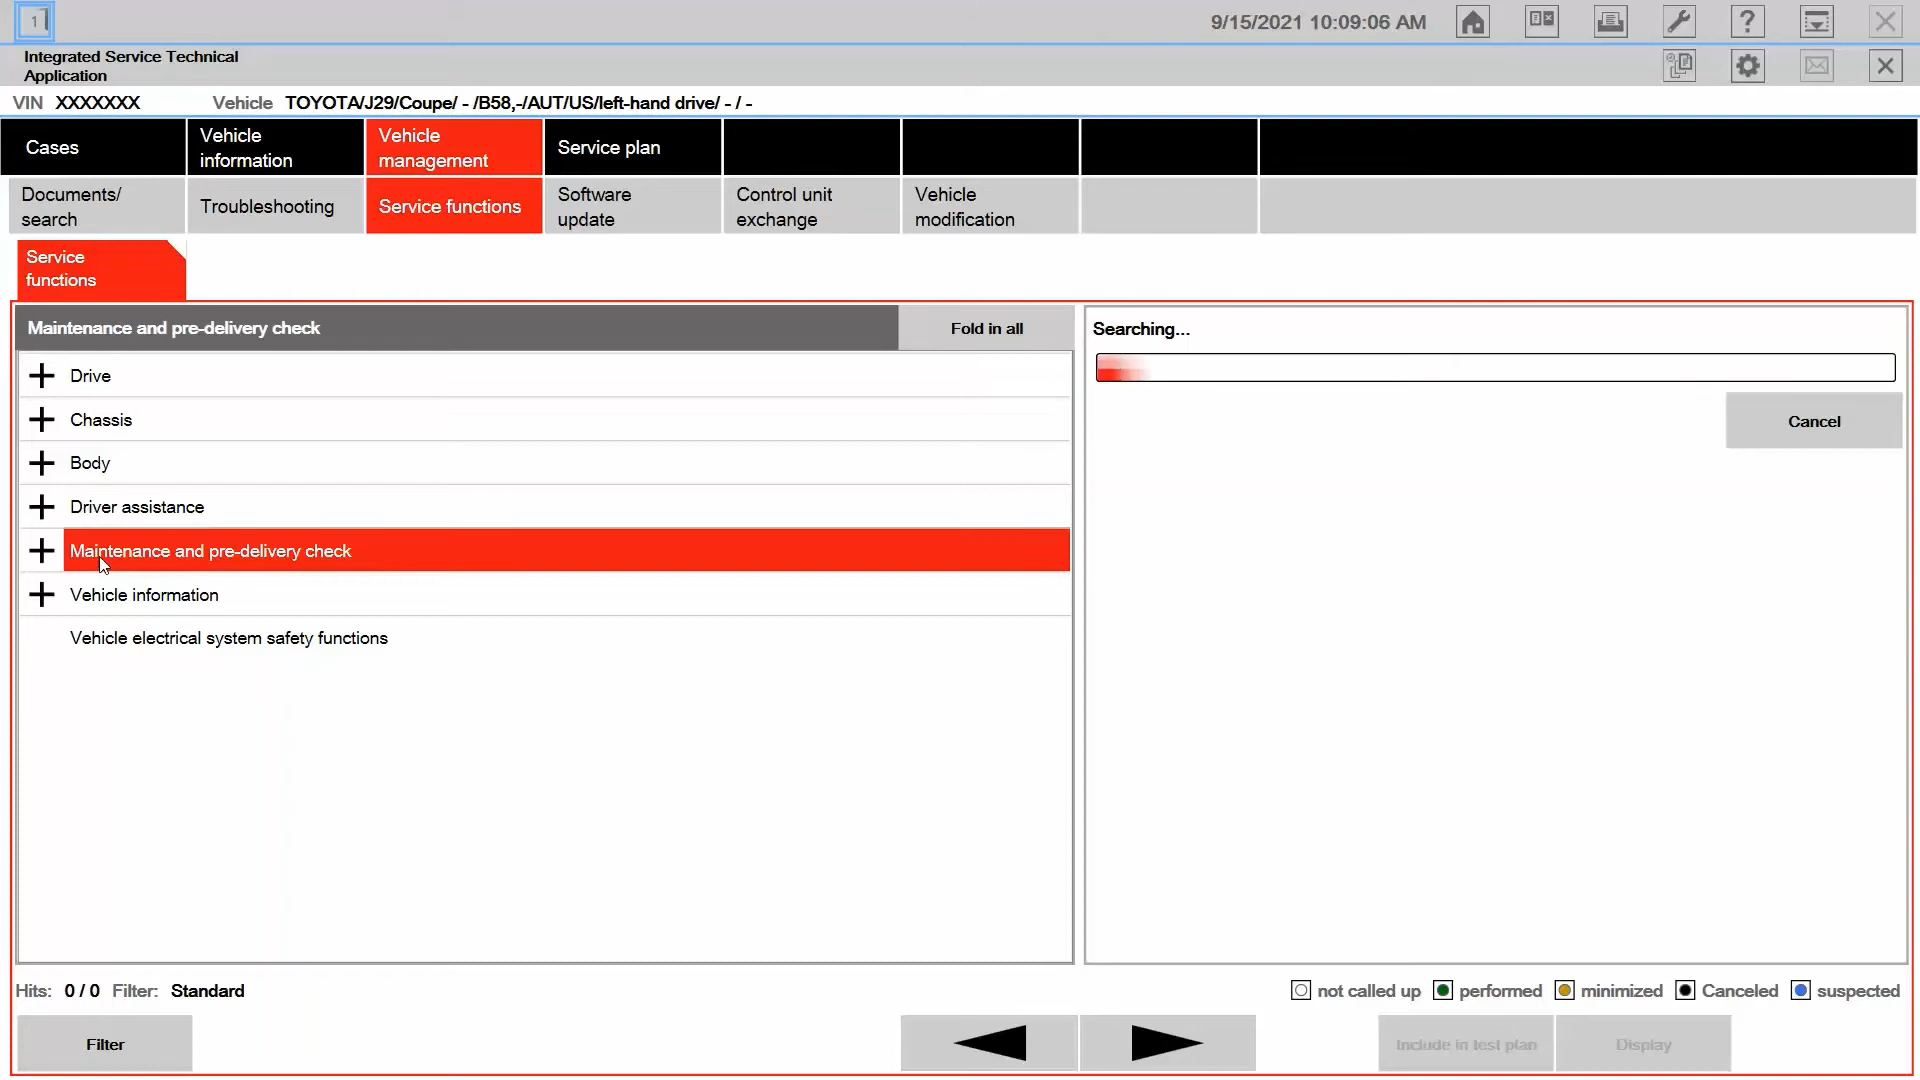 1
9/15/2021 10:09:06 AM
?
Integrated Service Technical
Application
VIN XXXXXXX Vehicle TOYOTA/J29/Coupe/ - /B58,-/AUT/US/left-hand drive/ - / -
Cases
Vehicle
information
Vehicle
management
Service plan
Documents/
search
Troubleshooting
Service functions
Software
update
Control unit
exchange
Vehicle
modification
Service
functions
Maintenance and pre-delivery check
Fold in all
Drive
Chassis
Body
Driver assistance
Maintenance and pre-delivery check
Vehicle information
Vehicle electrical system safety functions
Searching...
Cancel
Hits: 0 / 0 Filter: Standard
not called up performed minimized Canceled suspected
Filter
Include in test plan
Display